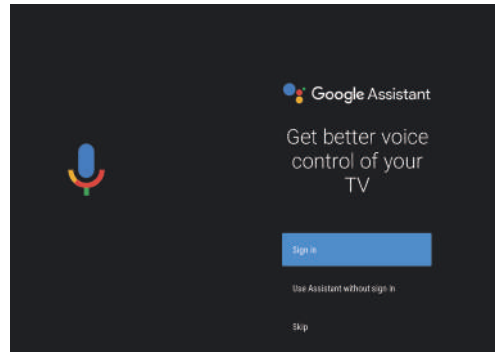 Google Assistant
Get better voice
control of your
TV
Sign in
Use Assistant without sign in
Skip